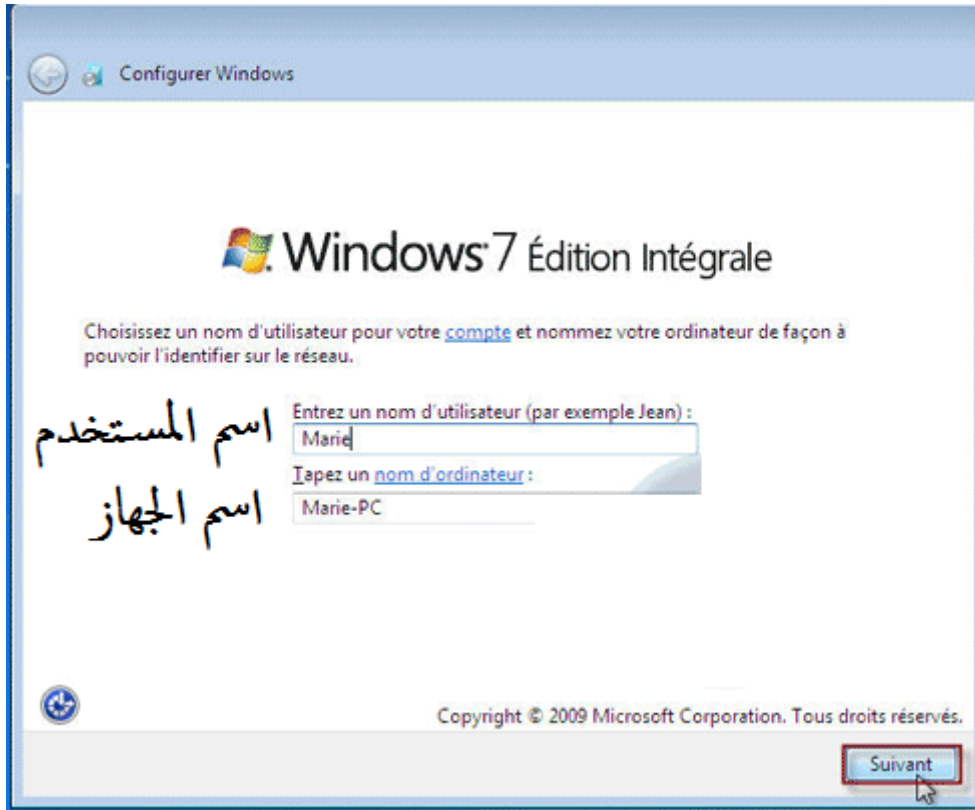 Configurer Windows
Windows 7 Édition Intégrale
Choisissez un nom d'utilisateur pour votre compte et nommez votre ordinateur de façon à
pouvoir l'identifier sur le réseau.
Entrez un nom d'utilisateur (par exemple Jean) :
اسم المستخدم
Marie
Tapez un nom d'ordinateur :
اسم الجهاز
Marie-PC
Copyright © 2009 Microsoft Corporation. Tous droits réservés.
Suivant